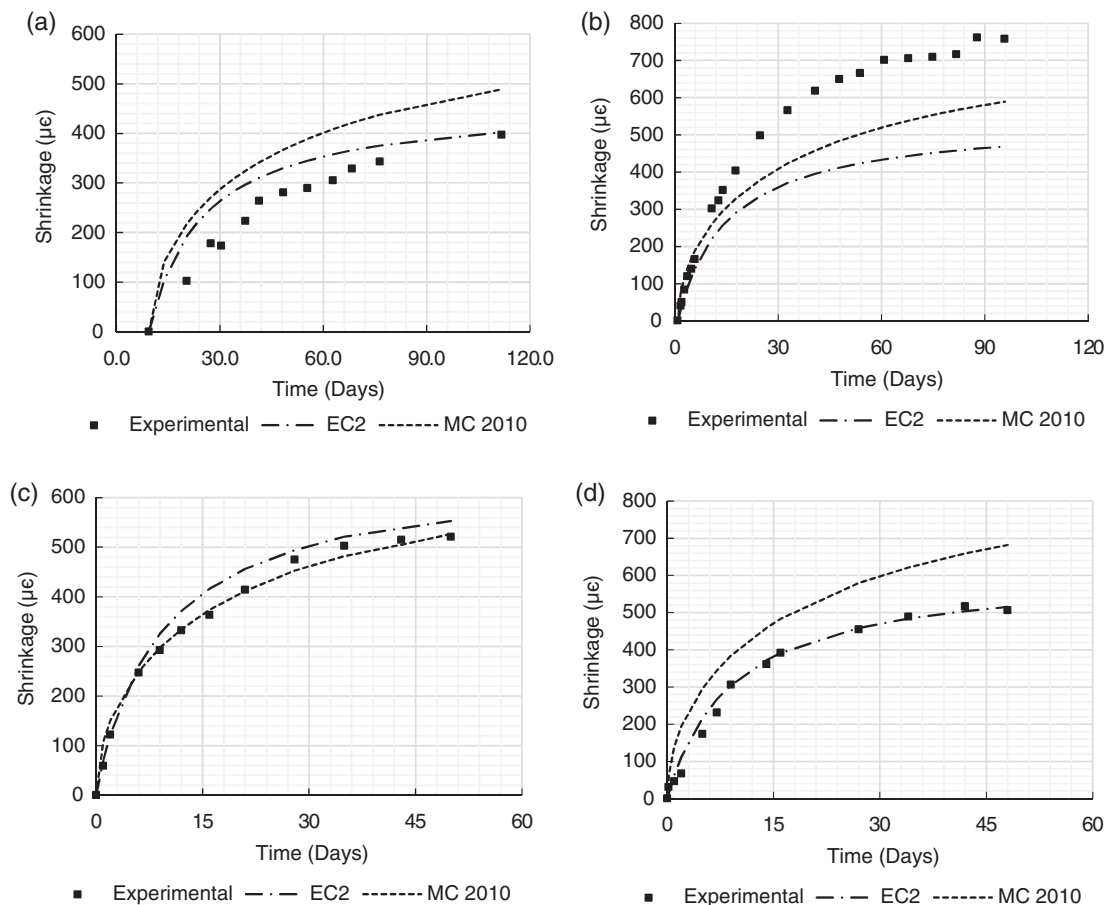 (a)
600
500
400
300
200
100
0
Shrinkage (µϵ)
0.0 30.0 60.0 90.0 120.0
Time (Days)
Experimental EC2 MC 2010
(b)
800
700
600
500
400
300
200
100
0
Shrinkage (µϵ)
0 30 60 90 120
Time (Days)
Experimental EC2 MC 2010
(c)
600
500
400
300
200
100
0
Shrinkage (µϵ)
0 15 30 45 60
Time (Days)
Experimental EC2 MC 2010
(d)
800
700
600
500
400
300
200
100
0
Shrinkage (µϵ)
0 15 30 45 60
Time (Days)
Experimental EC2 MC 2010